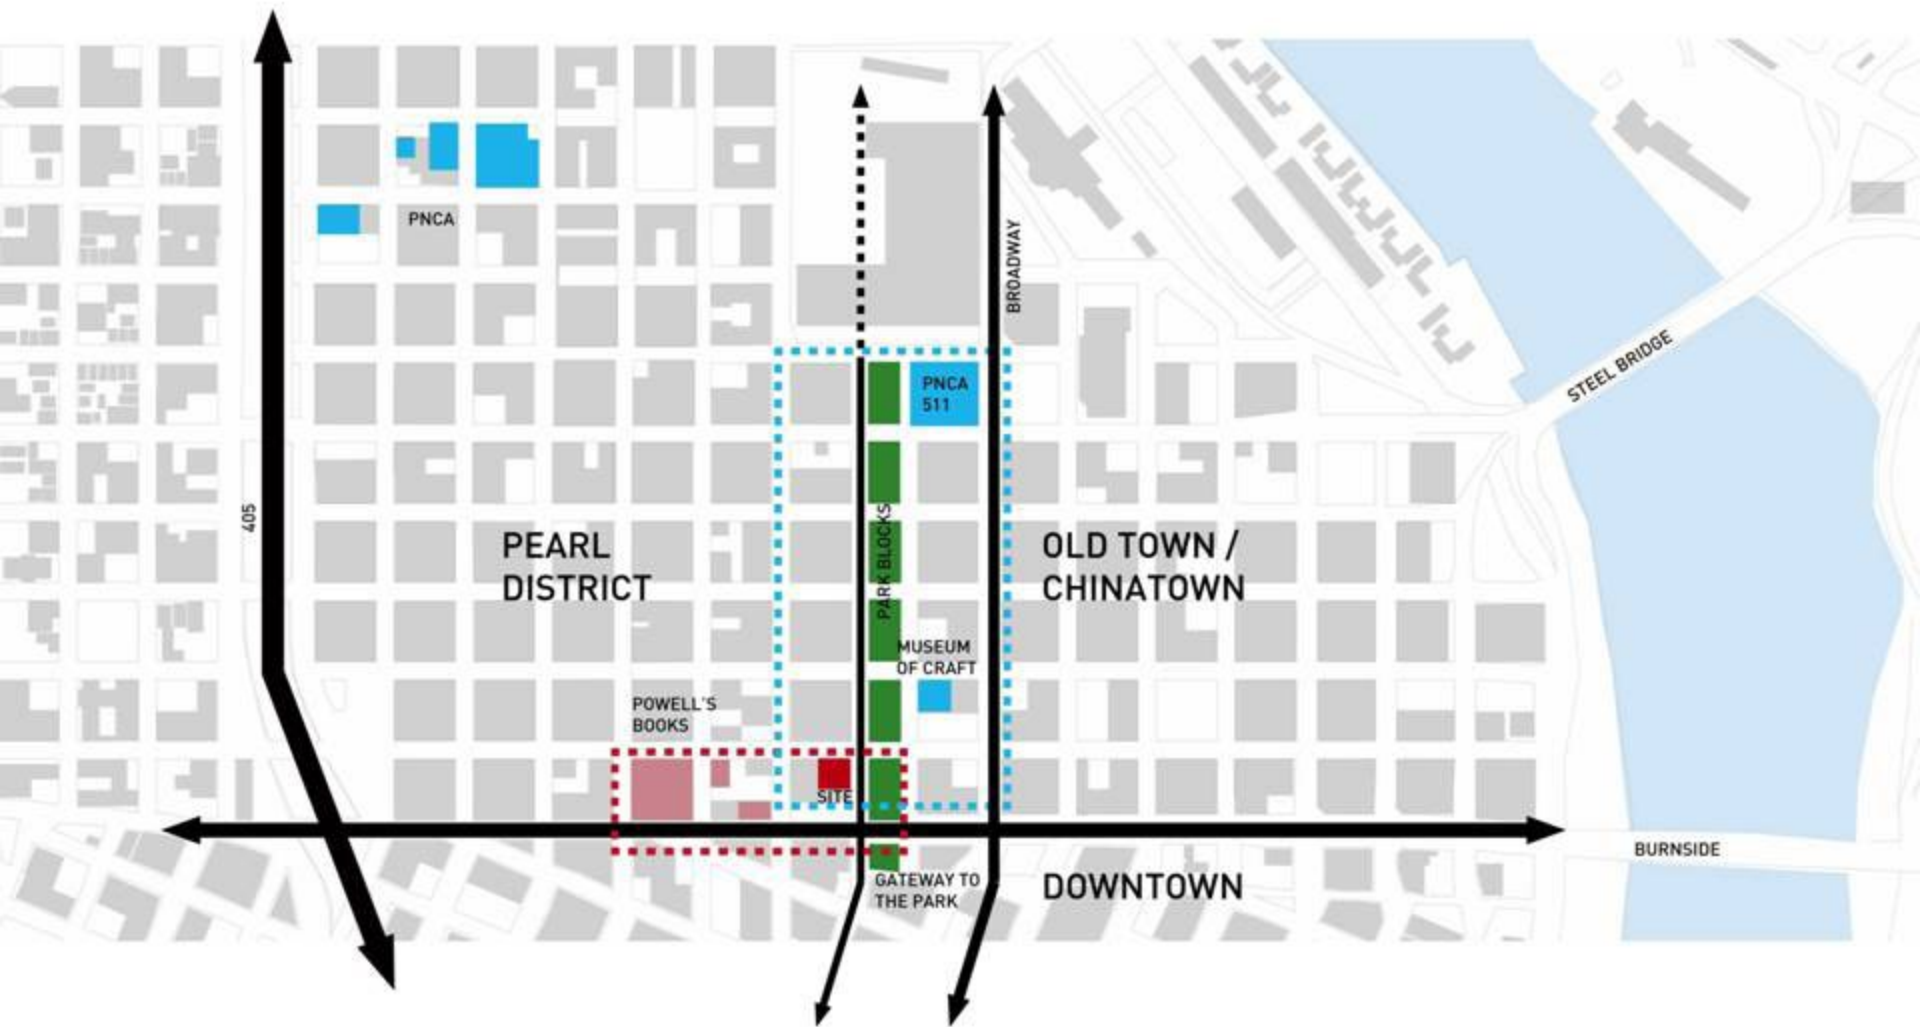 PNCA
BROADWAY
STEEL BRIDGE
PNCA
511
405
PEARL
DISTRICT
PARK BLOCKS
OLD TOWN /
CHINATOWN
MUSEUM
OF CRAFT
POWELL'S
BOOKS
SITE
BURNSIDE
GATEWAY TO
THE PARK
DOWNTOWN